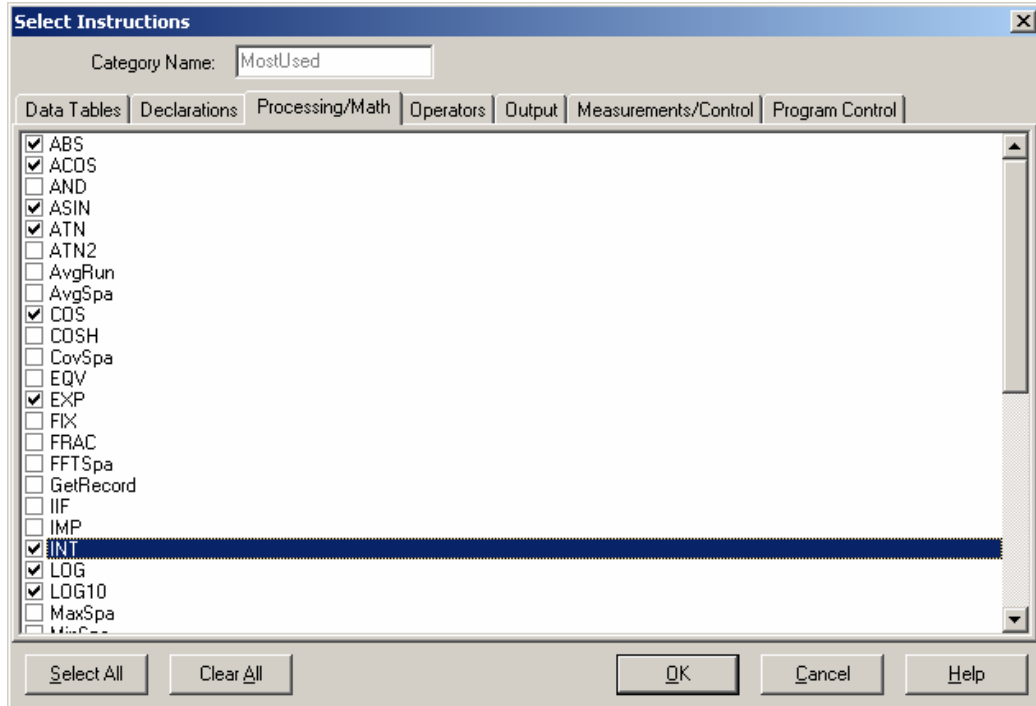 Select Instructions
Category Name: MostUsed
Data Tables Declarations Processing/Math Operators Output Measurements/Control Program Control
ABS
ACOS
AND
ASIN
ATN
ATN2
AvgRun
AvgSpa
COS
COSH
CovSpa
EQV
EXP
FIX
FRAC
FFTSpa
GetRecord
IIF
IMP
INT
LOG
LOG10
MaxSpa
Select All Clear All OK Cancel Help